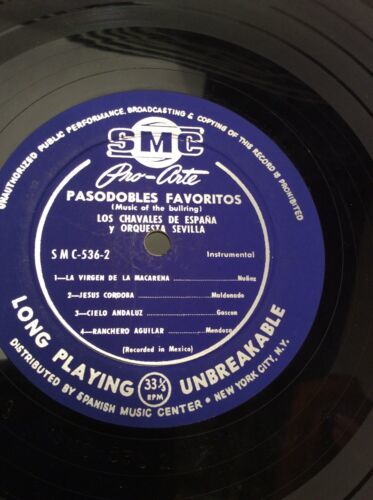 UNAUTHORIZED PUBLIC PERFORMANCE, BROADCASTING & COPYING OF THIS RECORD IS PROHIBITED
SMC
Pro-Arte
PASODOBLES FAVORITOS
(Music of the bullring)
LOS CHAVALES DE ESPAÑA
y ORQUESTA SEVILLA
SMC-536-2 Instrumental
1—LA VIRGEN DE LA MACARENA Nuñez
2—JESUS CORDOBA Maldonado
3—CIELO ANDALUZ Gascon
4—RANCHERO AGUILAR Mendoza
(Recorded in Mexico)
LONG PLAYING 33 1/3 RPM UNBREAKABLE
DISTRIBUTED BY SPANISH MUSIC CENTER • NEW YORK CITY, N.Y.